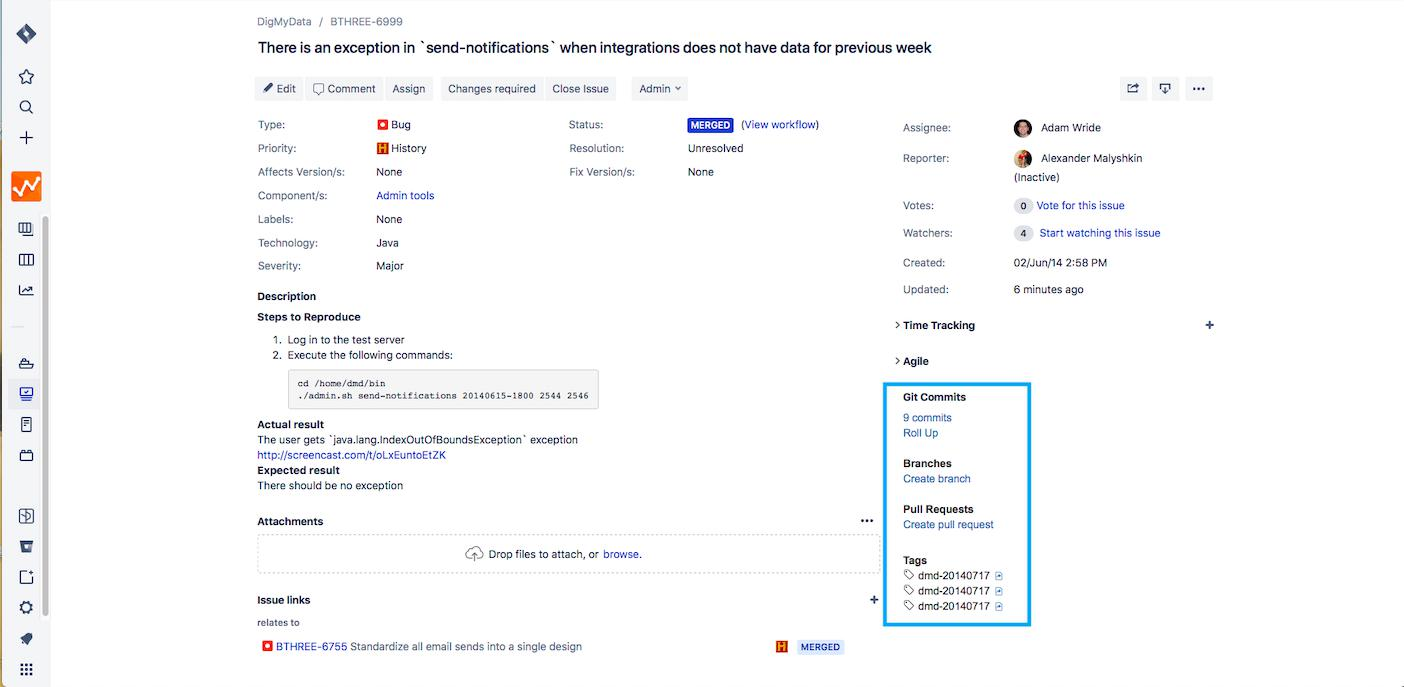 DigMyData / BTHREE-6999
There is an exception in `send-notifications` when integrations does not have data for previous week
Edit Comment Assign Changes required Close Issue Admin
Type: Bug
Priority: History
Affects Version/s: None
Component/s: Admin tools
Labels: None
Technology: Java
Severity: Major
Status: MERGED (View workflow)
Resolution: Unresolved
Fix Version/s: None
Description
Steps to Reproduce
1. Log in to the test server
2. Execute the following commands:
cd /home/dmd/bin
./admin.sh send-notifications 20140615-1800 2544 2546
Actual result
The user gets `java.lang.IndexOutOfBoundsException` exception
http://screencast.com/t/oLxEuntoEtZK
Expected result
There should be no exception
Attachments
Drop files to attach, or browse.
Issue links
relates to
BTHREE-6755 Standardize all email sends into a single design H MERGED
Assignee: Adam Wride
Reporter: Alexander Malyshkin
(Inactive)
Votes: 0 Vote for this issue
Watchers: 4 Start watching this issue
Created: 02/Jun/14 2:58 PM
Updated: 6 minutes ago
Time Tracking
Agile
Git Commits
9 commits
Roll Up
Branches
Create branch
Pull Requests
Create pull request
Tags
dmd-20140717
dmd-20140717
dmd-20140717